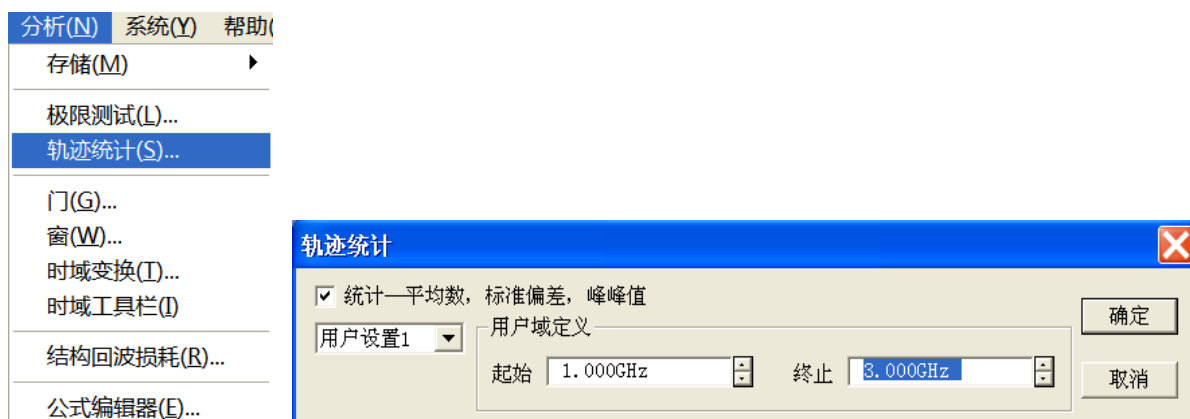 分析(N) 系统(Y) 帮助(
存储(M)
极限测试(L)...
轨迹统计(S)...
门(G)...
窗(W)...
时域变换(T)...
时域工具栏(I)
结构回波损耗(R)...
公式编辑器(E)...
轨迹统计
统计——平均数，标准偏差，峰峰值
确定
用户设置1
用户域定义
起始 1.000GHz 终止 3.000GHz
取消